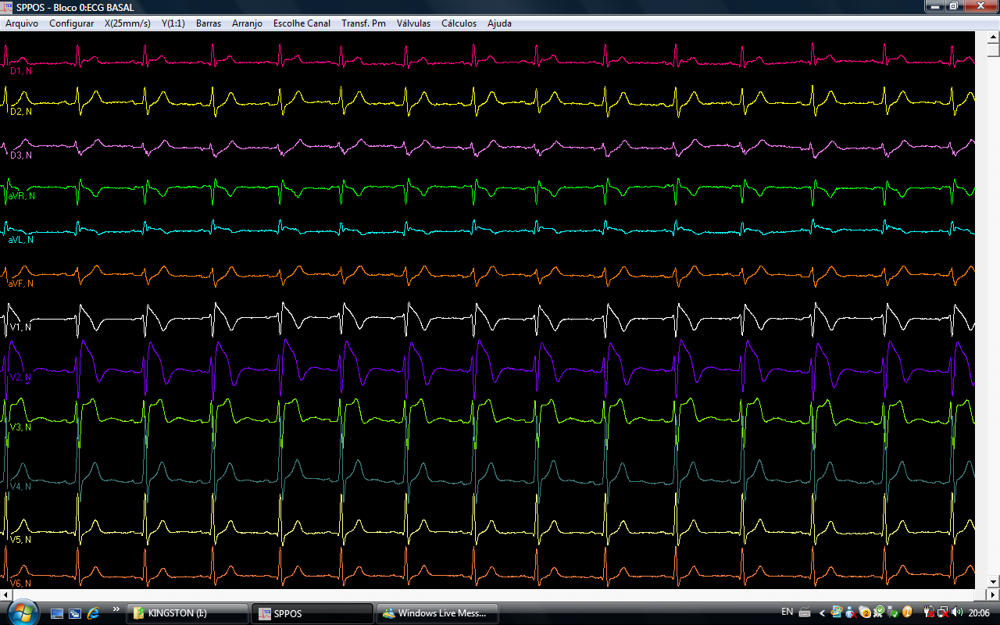 SPPOS - Bloco 0:ECG BASAL
Arquivo Configurar X(25mm/s) Y(1:1) Barras Arranjo Escolhe Canal Transf. Pm Válvulas Cálculos Ajuda
D1, N
D2, N
D3, N
aVR, N
aVL, N
aVF, N
V1, N
V2, N
V3, N
V4, N
V5, N
V6, N
KINGSTON (I:) SPPOS Windows Live Mess... EN 20:06